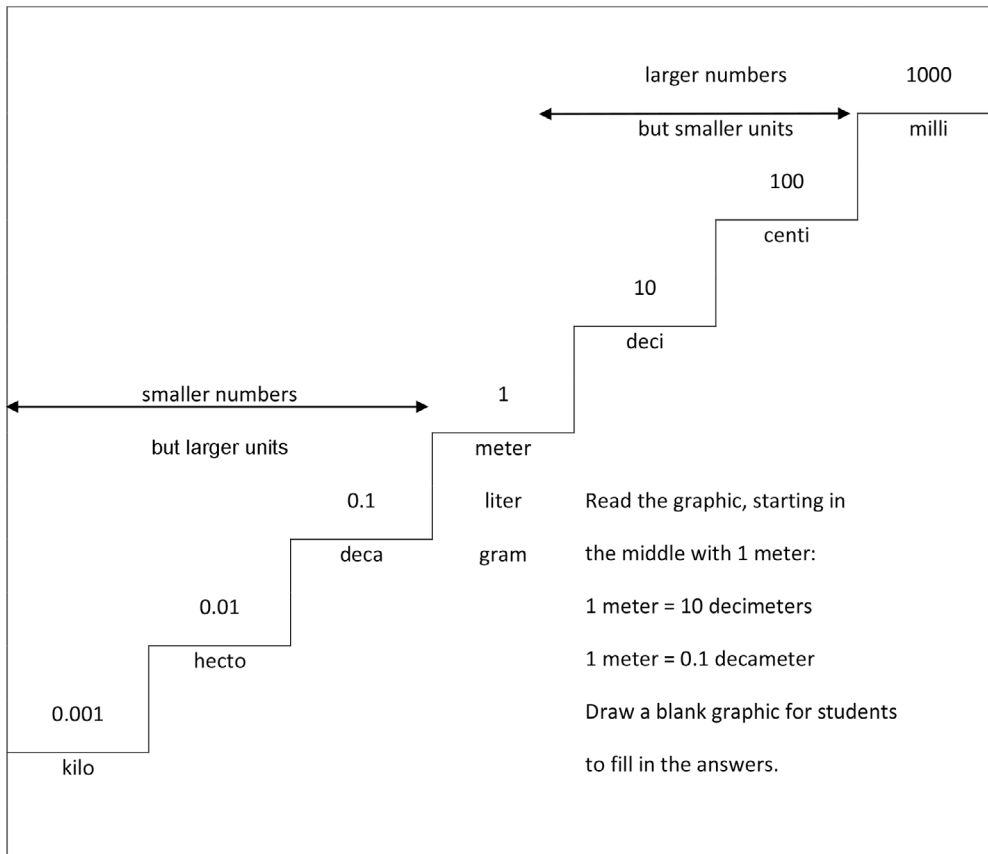 larger numbers 1000
but smaller units milli
100
centi
10
deci
smaller numbers 1
but larger units meter
0.1 liter Read the graphic, starting in
deca gram the middle with 1 meter:
0.01 1 meter = 10 decimeters
hecto 1 meter = 0.1 decameter
0.001 Draw a blank graphic for students
kilo to fill in the answers.